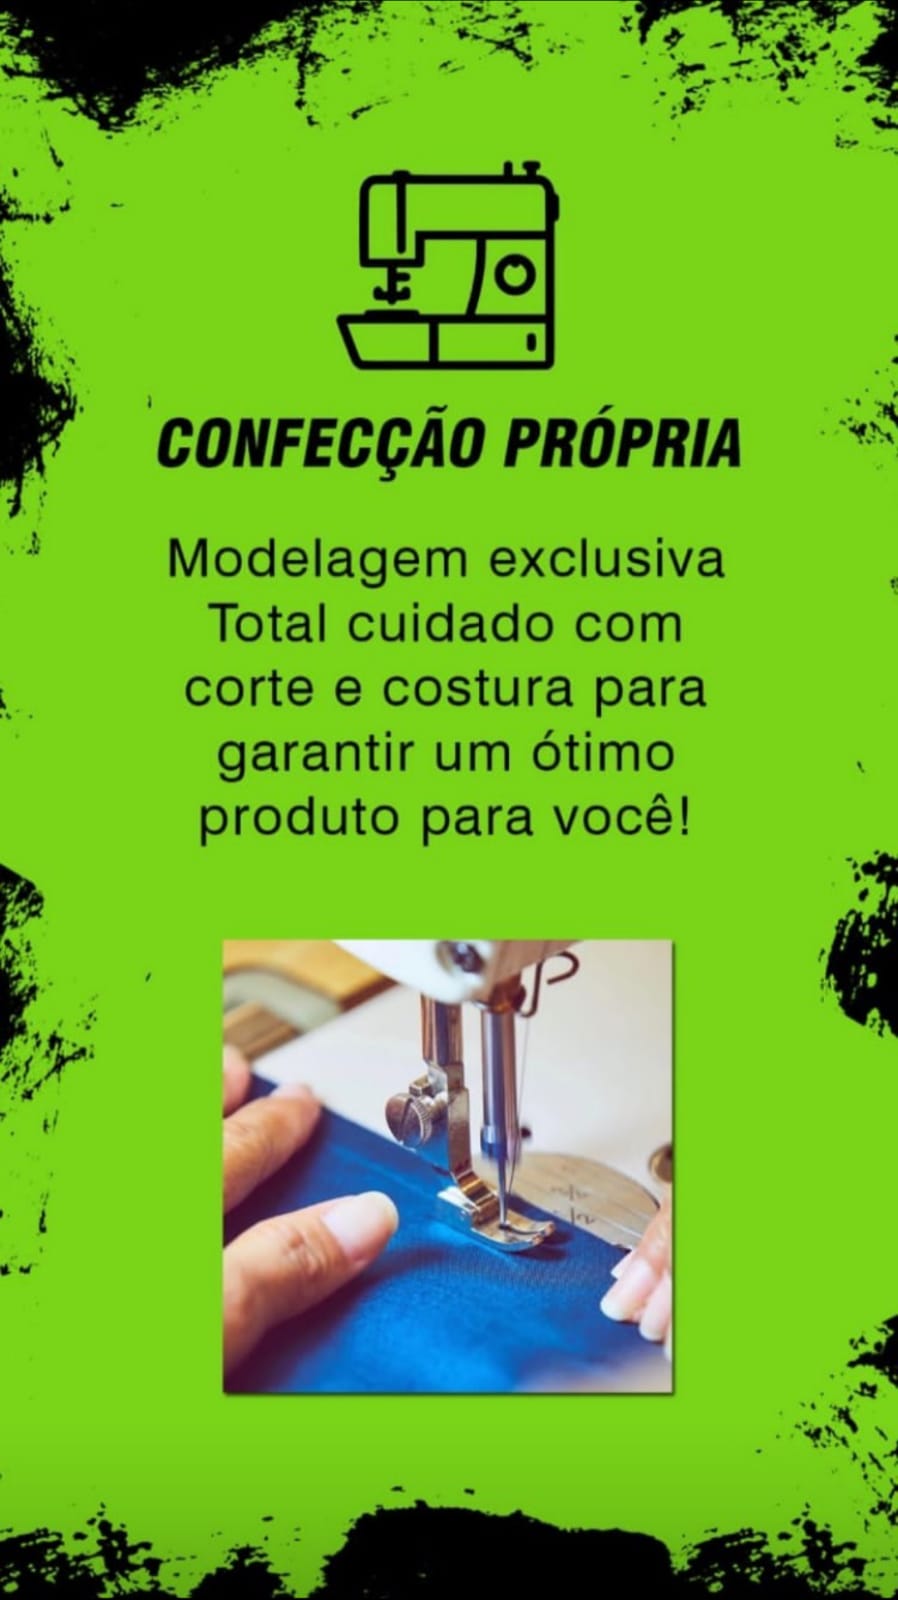 CONFECÇÃO PRÓPRIA
Modelagem exclusiva
Total cuidado com
corte e costura para
garantir um ótimo
produto para você!